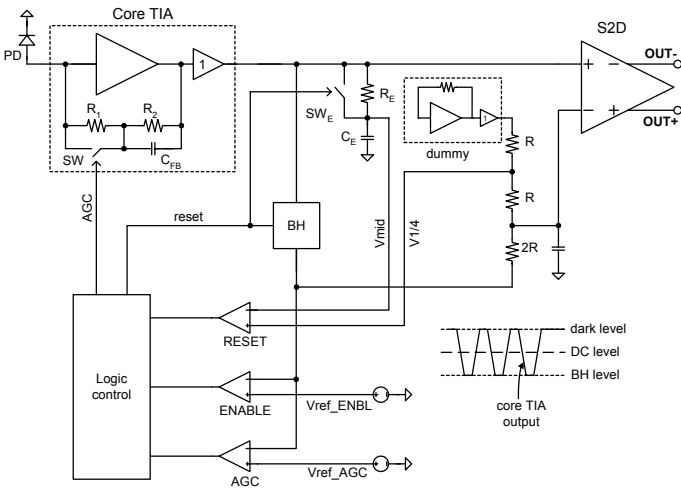 Core TIA
S2D
PD
1
OUT-
+ −
R1 R2
RE
SWE
− +
OUT+
SW
CFB
CE
1
dummy
R
AGC
reset
BH
Vmid
V1/4
R
2R
− +
RESET
dark level
DC level
BH level
core TIA
output
Logic
control
− +
ENABLE
Vref_ENBL
− +
AGC
Vref_AGC